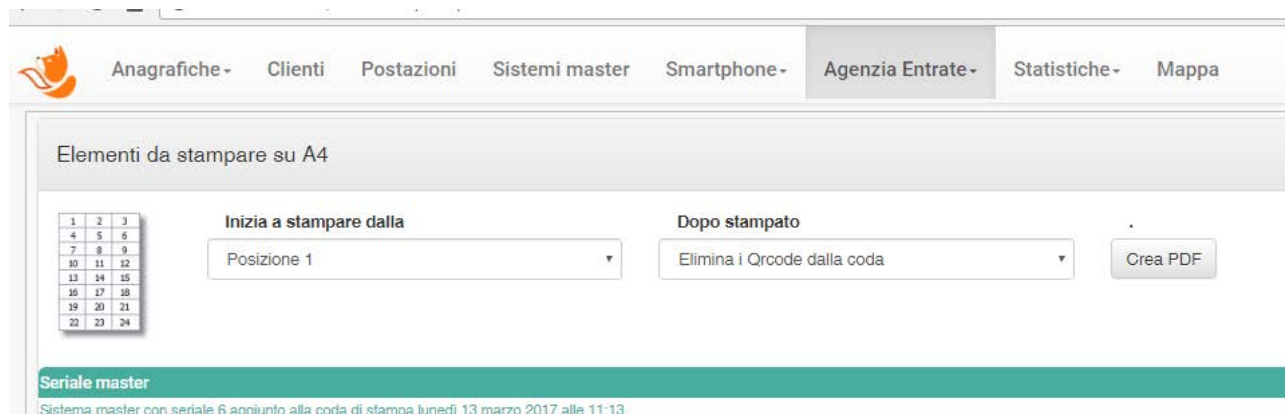 Anagrafiche Clienti Postazioni Sistemi master Smartphone Agenzia Entrate Statistiche Mappa
Elementi da stampare su A4
Inizia a stampare dalla Dopo stampato .
Posizione 1 Elimina i Qrcode dalla coda Crea PDF
1 2 3
4 5 6
7 8 9
10 11 12
13 14 15
16 17 18
19 20 21
22 23 24
Seriale master
Sistema master con seriale 6 aggiunto alla coda di stampa lunedì 13 marzo 2017 alle 11:13.